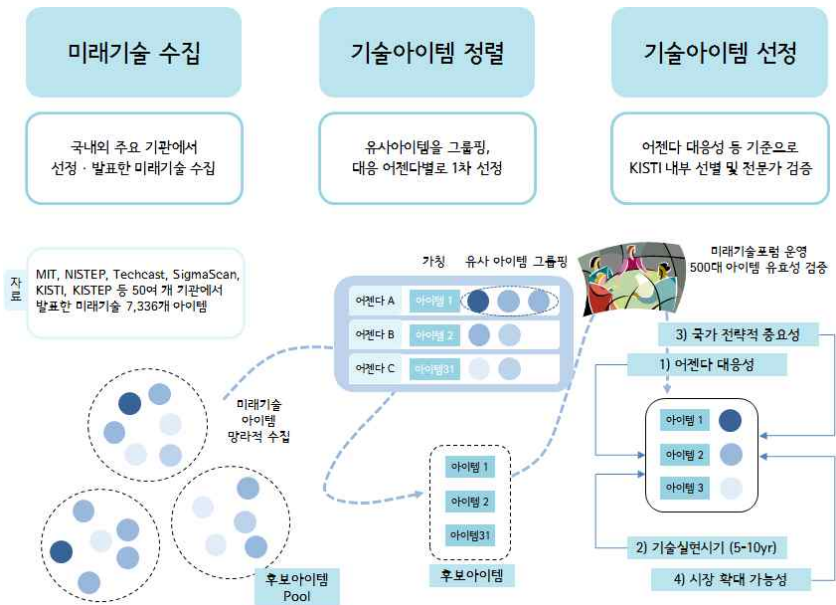 미래기술 수집
기술아이템 정렬
기술아이템 선정
국내외 주요 기관에서
선정 · 발표한 미래기술 수집
유사아이템을 그룹핑,
대응 어젠다별로 1차 선정
어젠다 대응성 등 기준으로
KISTI 내부 선별 및 전문가 검증
자
료
MIT, NISTEP, Techcast, SigmaScan,
KISTI, KISTEP 등 50여 개 기관에서
발표한 미래기술 7,336개 아이템
미래기술
아이템
망라적 수집
후보아이템
Pool
가칭
유사 아이템 그룹핑
어젠다 A
아이템 1
어젠다 B
아이템 2
어젠다 C
아이템31
아이템 1
아이템 2
아이템31
후보아이템
미래기술포럼 운영
500대 아이템 유효성 검증
3) 국가 전략적 중요성
1) 어젠다 대응성
아이템 1
아이템 2
아이템 3
2) 기술실현시기 (5-10yr)
4) 시장 확대 가능성